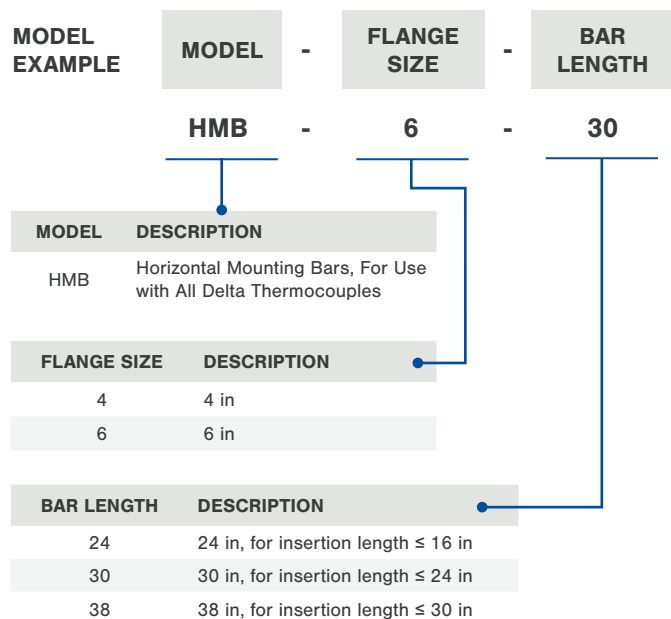 MODEL EXAMPLE MODEL - FLANGE SIZE - BAR LENGTH
HMB - 6 - 30
MODEL DESCRIPTION
HMB Horizontal Mounting Bars, For Use
with All Delta Thermocouples
FLANGE SIZE DESCRIPTION
4 4 in
6 6 in
BAR LENGTH DESCRIPTION
24 24 in, for insertion length ≤ 16 in
30 30 in, for insertion length ≤ 24 in
38 38 in, for insertion length ≤ 30 in